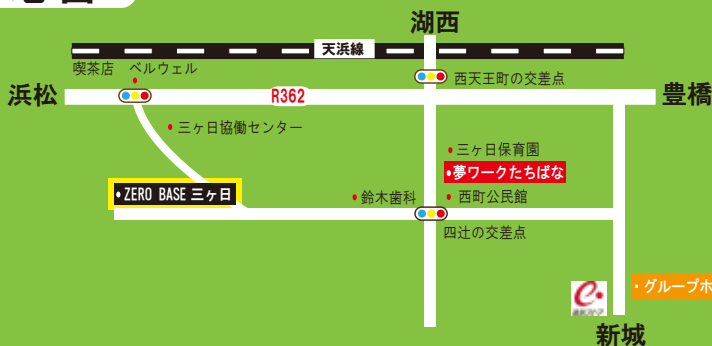 湖西
天浜線
喫茶店 ベルウェル
西天王町の交差点
浜松
R362
豊橋
三ヶ日協働センター
三ヶ日保育園
・夢ワークたちばな
・ZERO BASE 三ヶ日
鈴木歯科
西町公民館
四辻の交差点
・グループホ
新城